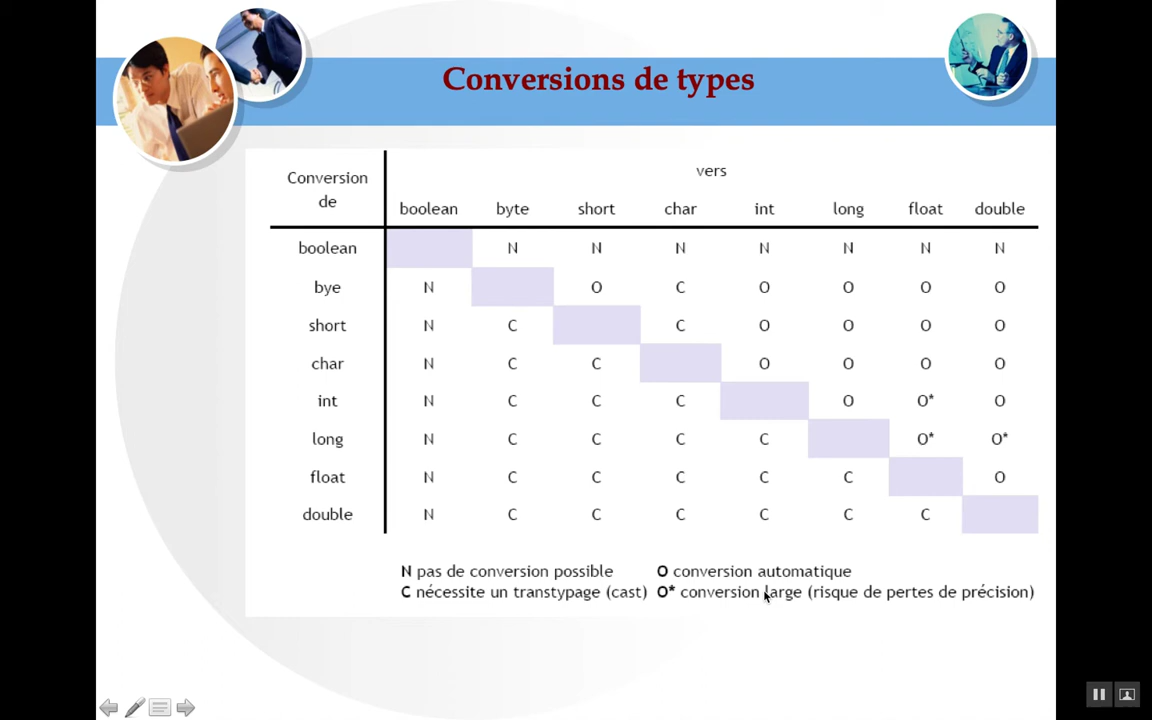 Conversions de types
Conversion de
vers
boolean byte short char int long float double
boolean N N N N N N N
bye N O C O O O O
short N C C O O O O
char N C C O O O O
int N C C C O O* O
long N C C C C O* O*
float N C C C C C O
double N C C C C C C
N pas de conversion possible O conversion automatique
C nécessite un transtypage (cast) O* conversion large (risque de pertes de précision)